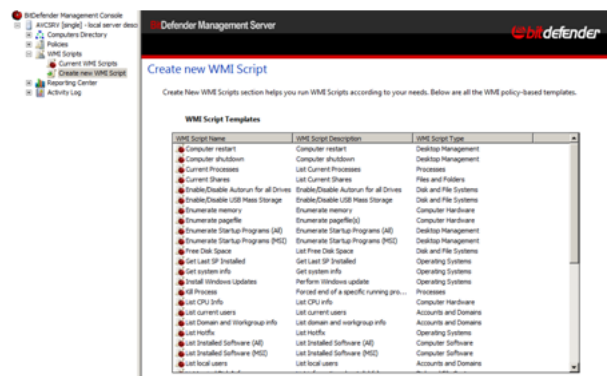 BitDefender Management Console
AVCSRV [single] - local server desc
Computers Directory
Policies
WMI Scripts
Current WMI Scripts
Create new WMI Script
Reporting Center
Activity Log
BitDefender Management Server
bitdefender
Create new WMI Script
Create New WMI Scripts section helps you run WMI Scripts according to your needs. Below are all the WMI policy-based templates.
WMI Script Templates
WMI Script Name WMI Script Description WMI Script Type
Computer restart Computer restart Desktop Management
Computer shutdown Computer shutdown Desktop Management
Current Processes List Current Processes Processes
Current Shares List Current Shares Files and Folders
Enable/Disable Autorun for all Drives Enable/Disable Autorun for all Drives Disk and File Systems
Enable/Disable USB Mass Storage Enable/Disable USB Mass Storage Disk and File Systems
Enumerate memory Enumerate memory Computer Hardware
Enumerate pagefile Enumerate pagefile(s) Computer Hardware
Enumerate Startup Programs (All) Enumerate Startup Programs (All) Desktop Management
Enumerate Startup Programs (MSI) Enumerate Startup Programs (MSI) Desktop Management
Free Disk Space List Free Disk Space Disk and File Systems
Get Last SP Installed Get Last SP Installed Operating Systems
Get system info Get system info Operating Systems
Install Windows Updates Perform Windows update Operating Systems
Kill Process Forced end of a specific running pro... Processes
List CPU Info List CPU info Computer Hardware
List current users List current users Accounts and Domains
List Domain and Workgroup info List domain and workgroup info Accounts and Domains
List Hotfix List Hotfix Operating Systems
List Installed Software (All) List Installed Software (All) Computer Software
List Installed Software (MSI) List Installed Software (MSI) Computer Software
List local users List local users Accounts and Domains